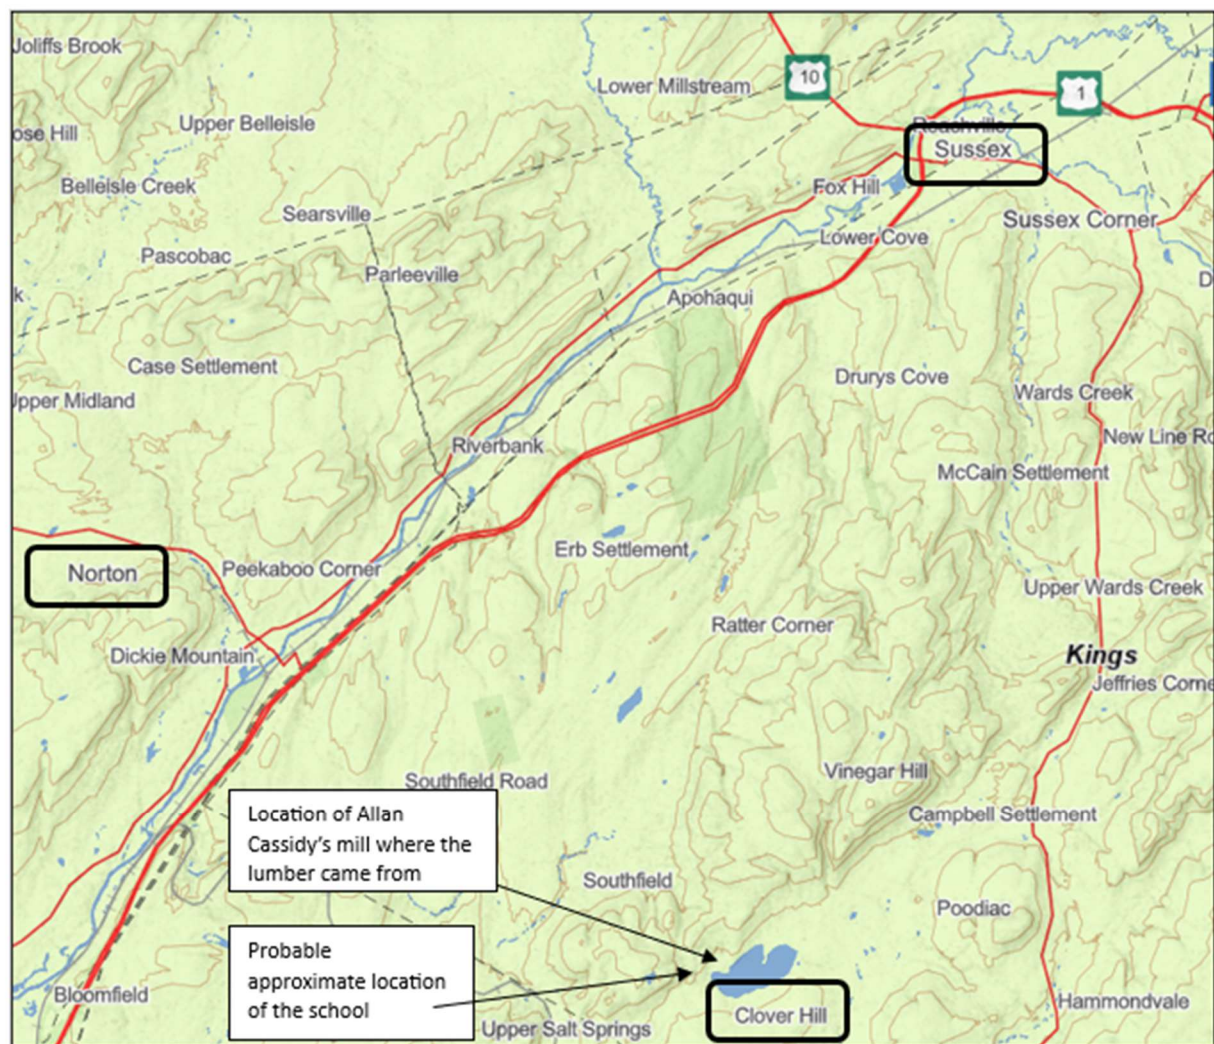 Joliffs Brook
10
Lower Millstream
1
ose Hill
Upper Belleisle
Roachville
Sussex
Belleisle Creek
Fox Hill
Searsville
Sussex Corner
Lower Cove
Pascobac
Parleeville
D
k
Apohaqui
Case Settlement
Drurys Cove
Upper Midland
Wards Creek
Riverbank
New Line Ro
McCain Settlement
Erb Settlement
Norton
Peekaboo Corner
Upper Wards Creek
Ratter Corner
Dickie Mountain
Kings
Jeffries Corne
Vinegar Hill
Southfield Road
Location of Allan
Cassidy’s mill where the
lumber came from
Campbell Settlement
Southfield
Poodiac
Probable
approximate location
of the school
Bloomfield
Hammondvale
Clover Hill
Upper Salt Springs